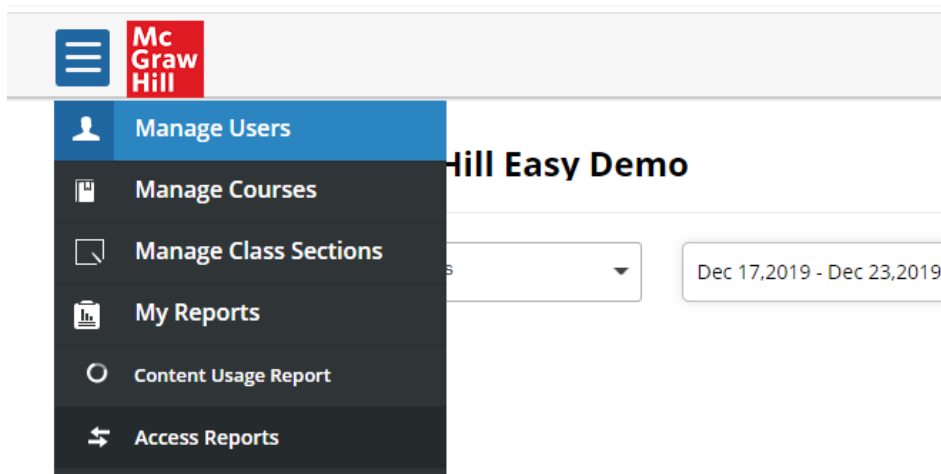 Mc
Graw
Hill
Manage Users
Hill Easy Demo
Manage Courses
Manage Class Sections
s
Dec 17,2019 - Dec 23,2019
My Reports
Content Usage Report
Access Reports